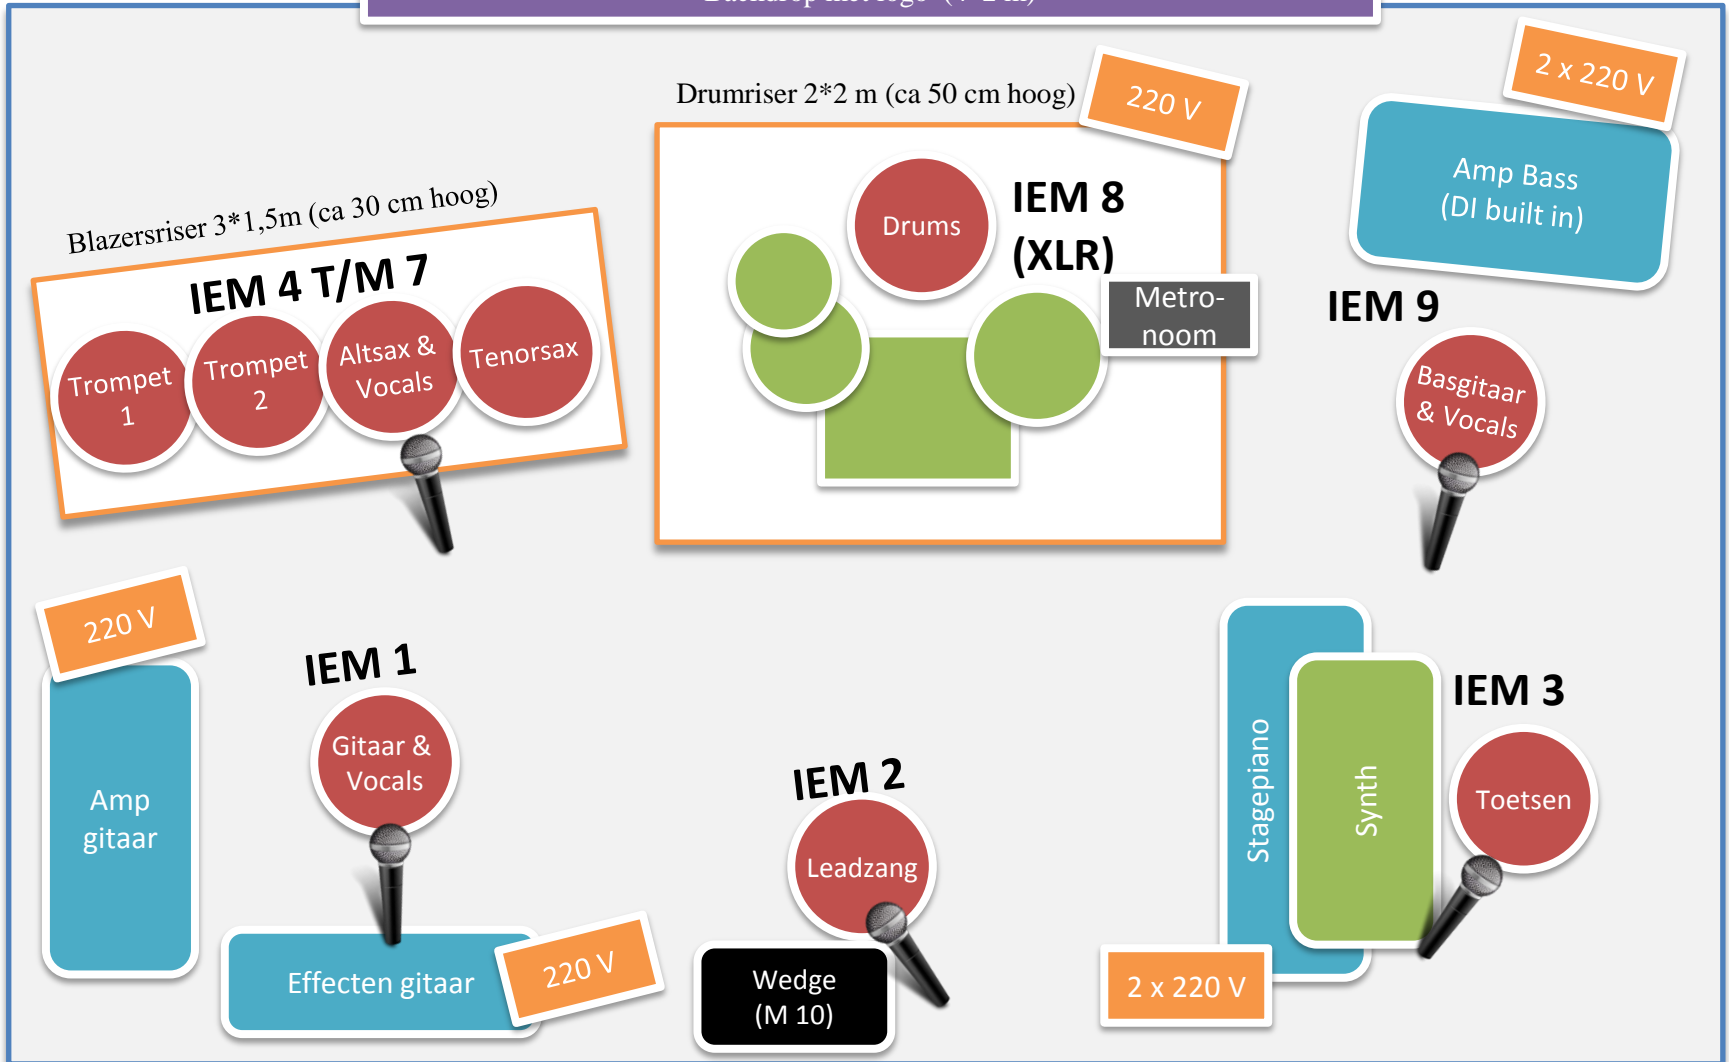 Backdrop met logo
2 x 220 V
Drumriser 2*2 m (ca 50 cm hoog)
220 V
Amp Bass
(DI built in)
Blazersriser 3*1,5m (ca 30 cm hoog)
IEM 4 T/M 7
Drums
IEM 8
(XLR)
Metro-
noom
IEM 9
Trompet
1
Trompet
2
Altsax &
Vocals
Tenorsax
Basgitaar
& Vocals
220 V
IEM 1
Gitaar &
Vocals
Amp
gitaar
IEM 2
Leadzang
IEM 3
Stagepiano
Synth
Toetsen
Effecten gitaar
220 V
Wedge
(M 10)
2 x 220 V